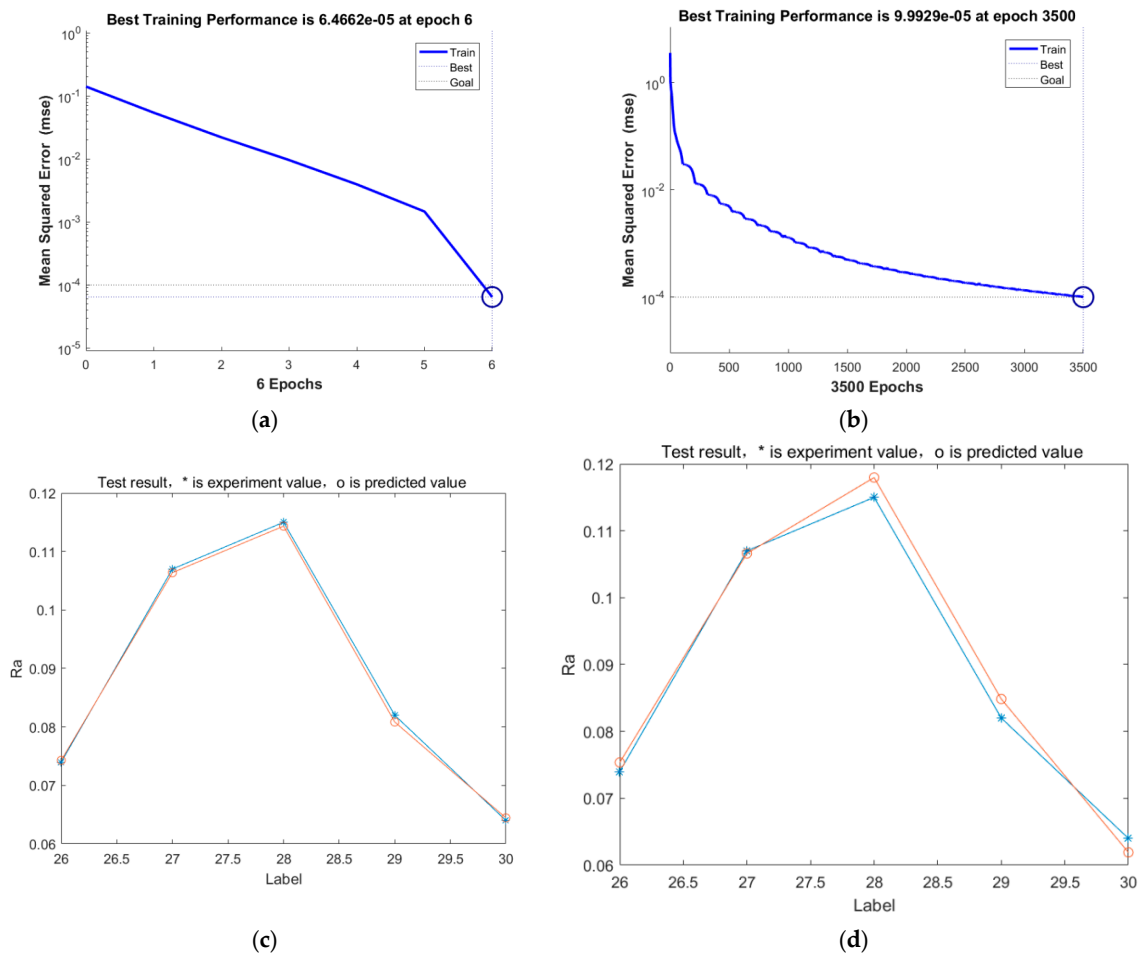 Best Training Performance is 6.4662e-05 at epoch 6
10^0
10^-1
10^-2
10^-3
10^-4
10^-5
Mean Squared Error (mse)
Train
Best
Goal
0 1 2 3 4 5 6
6 Epochs
(a)
Best Training Performance is 9.9929e-05 at epoch 3500
10^0
10^-2
10^-4
Mean Squared Error (mse)
Train
Best
Goal
0 500 1000 1500 2000 2500 3000 3500
3500 Epochs
(b)
Test result, * is experiment value, o is predicted value
0.12
0.11
0.1
0.09
0.08
0.07
0.06
Ra
26 26.5 27 27.5 28 28.5 29 29.5 30
Label
(c)
Test result, * is experiment value, o is predicted value
0.12
0.11
0.1
0.09
0.08
0.07
0.06
Ra
26 26.5 27 27.5 28 28.5 29 29.5 30
Label
(d)